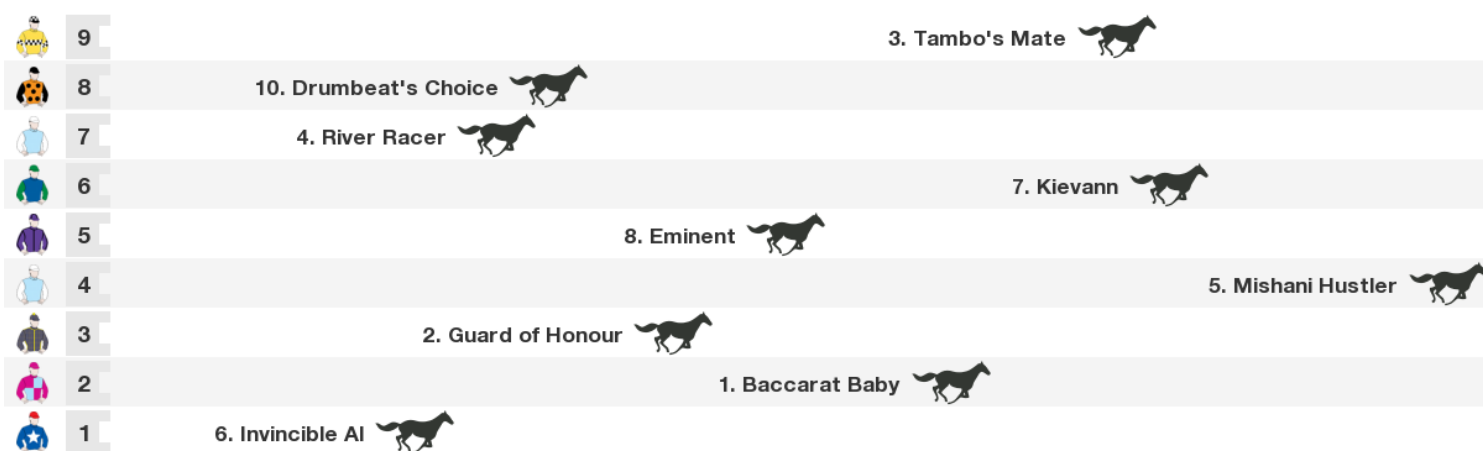 9 3. Tambo's Mate
8 10. Drumbeat's Choice
7 4. River Racer
6 7. Kievann
5 8. Eminent
4 5. Mishani Hustler
3 2. Guard of Honour
2 1. Baccarat Baby
1 6. Invincible Al